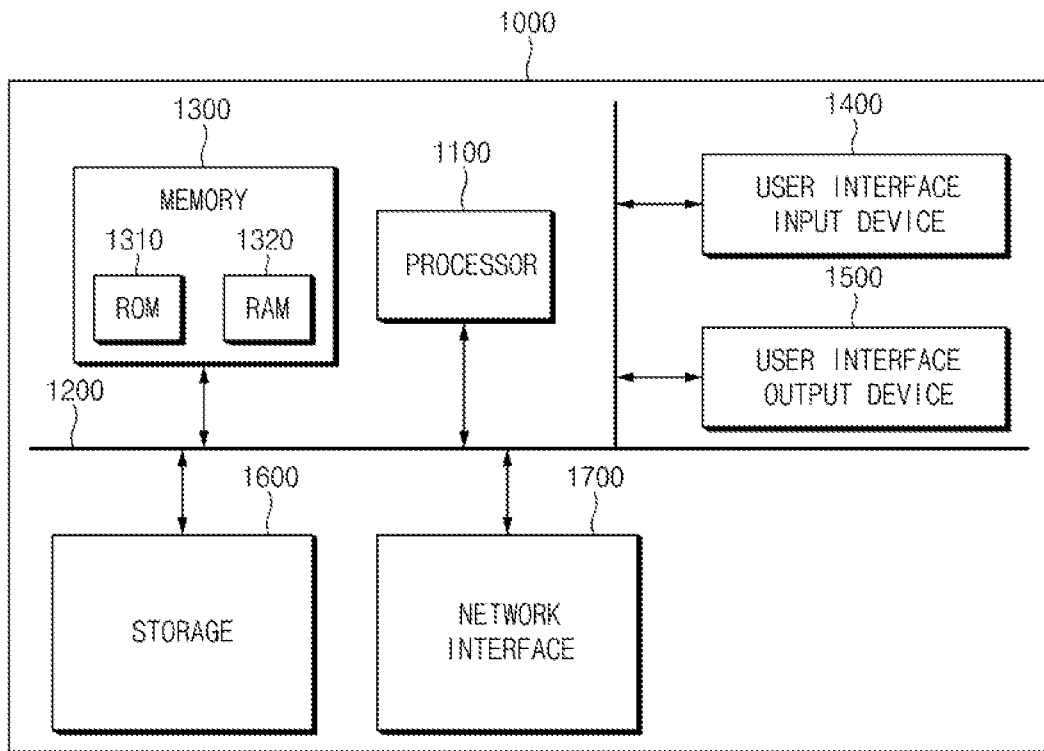 1000
1300
MEMORY
1310
ROM
1320
RAM
1100
PROCESSOR
1400
USER INTERFACE
INPUT DEVICE
1500
USER INTERFACE
OUTPUT DEVICE
1200
1600
STORAGE
1700
NETWORK
INTERFACE